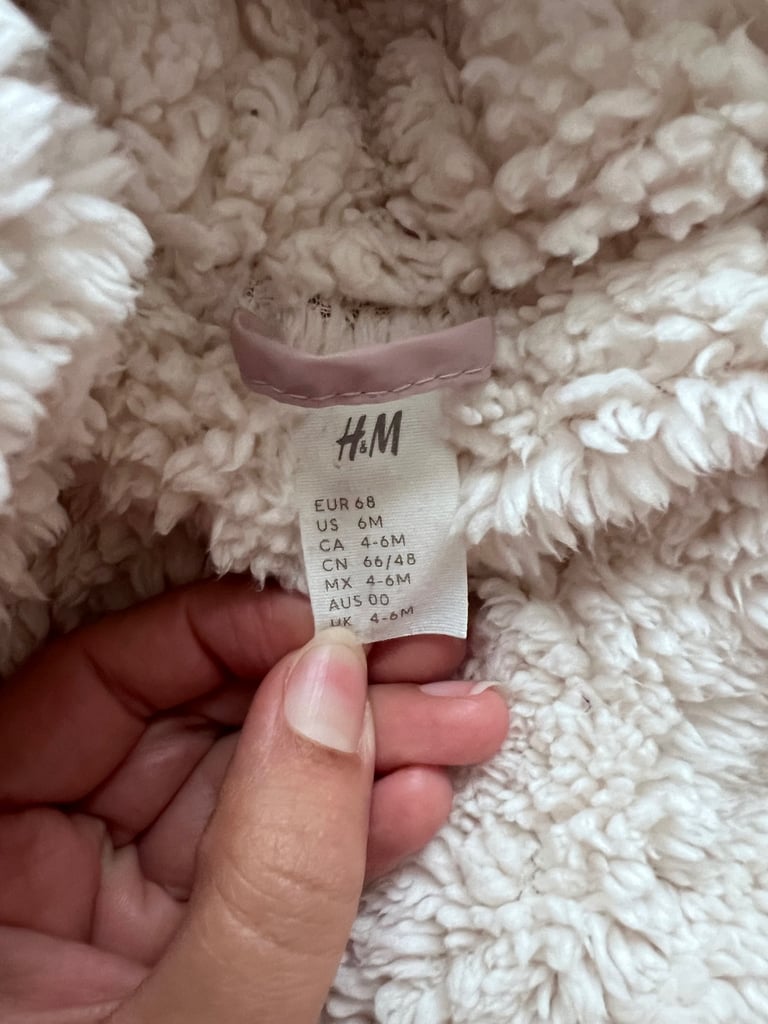 H&M
EUR 68
US 6M
CA 4-6M
CN 66/48
MX 4-6M
AUS 00
UK 4-6M